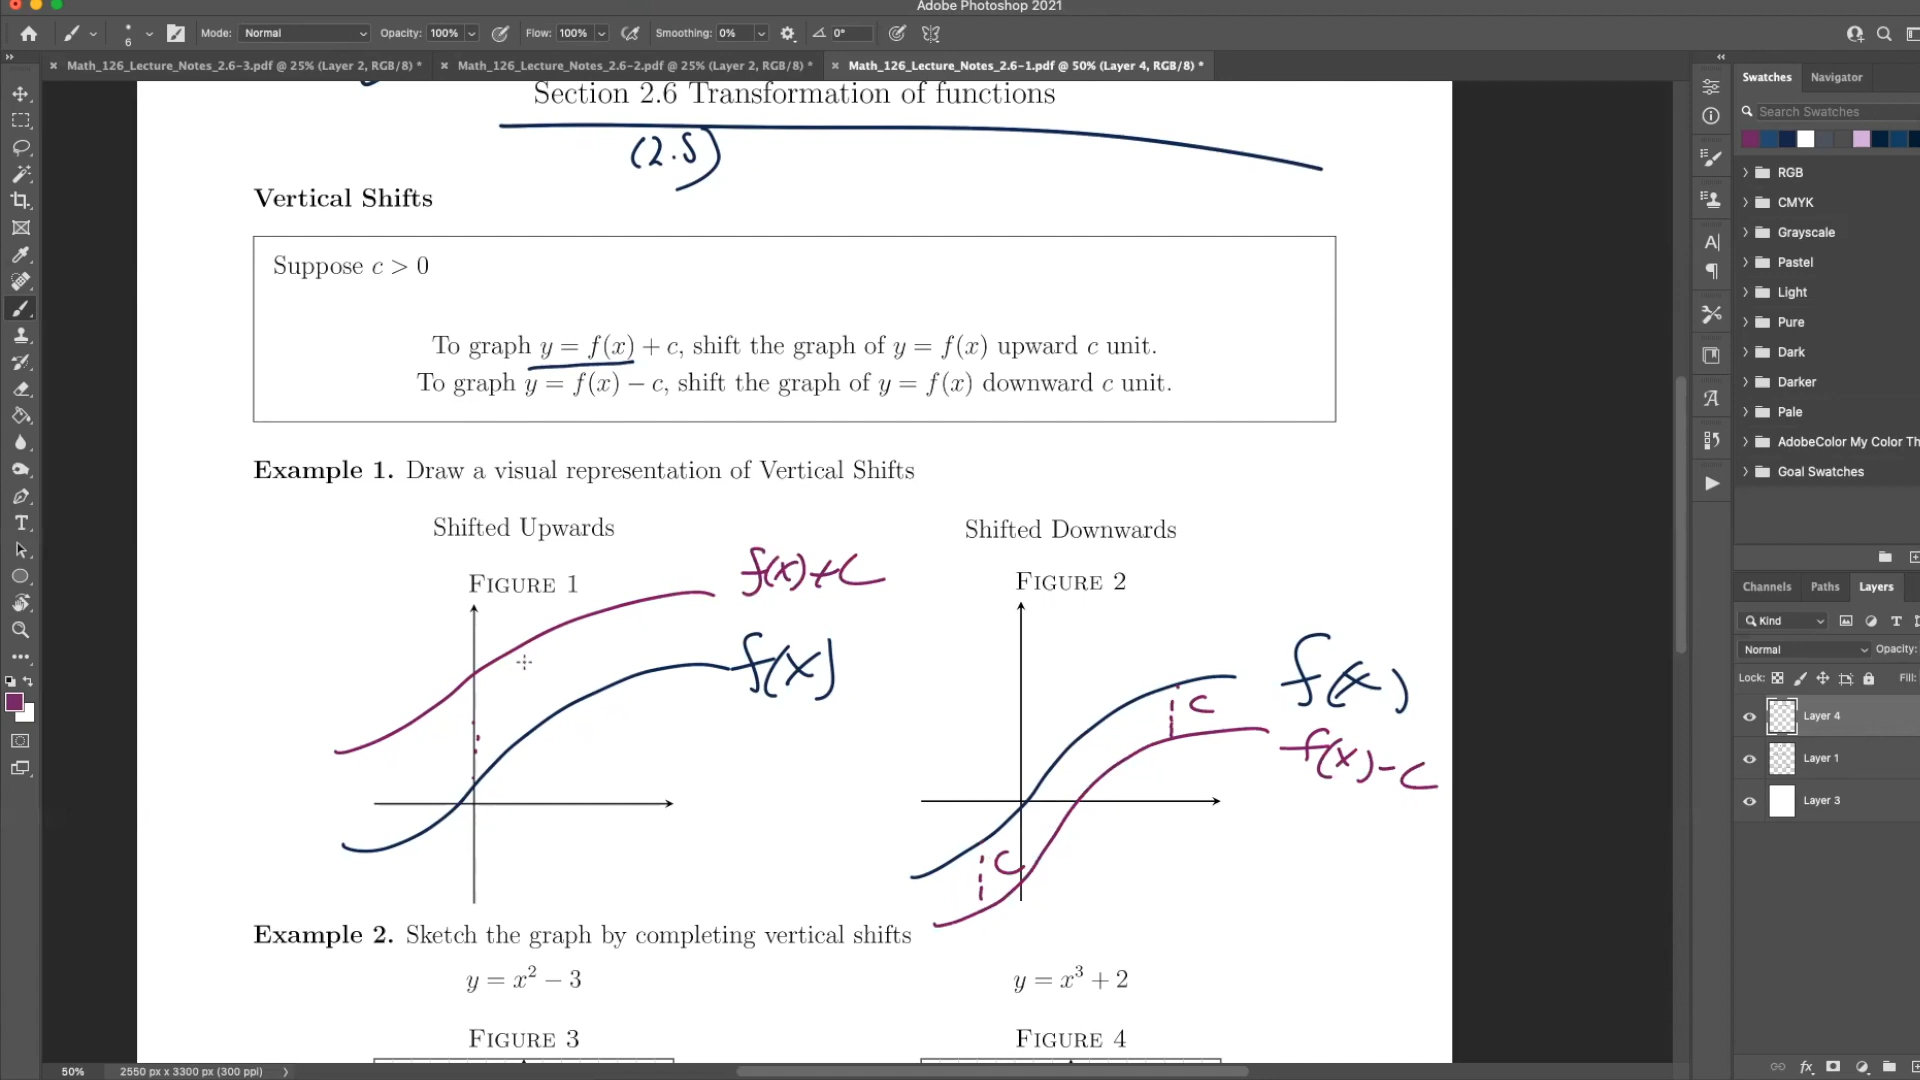 Adobe Photoshop 2021
6 Mode: Normal Opacity: 100% Flow: 100% Smoothing: 0% 0°
× Math_126_Lecture_Notes_2.6-3.pdf @ 25% (Layer 2, RGB/8) * × Math_126_Lecture_Notes_2.6-2.pdf @ 25% (Layer 2, RGB/8) * × Math_126_Lecture_Notes_2.6-1.pdf @ 50% (Layer 4, RGB/8) *
Section 2.6 Transformation of functions
(2.5)
Vertical Shifts
Suppose c > 0
To graph y = f(x) + c, shift the graph of y = f(x) upward c unit.
To graph y = f(x) − c, shift the graph of y = f(x) downward c unit.
Example 1. Draw a visual representation of Vertical Shifts
Shifted Upwards
Shifted Downwards
FIGURE 1
f(x)+c
f(x)
FIGURE 2
f(x)
c
f(x)-c
c
Example 2. Sketch the graph by completing vertical shifts
y = x² − 3
y = x³ + 2
FIGURE 3
FIGURE 4
50% 2550 px x 3300 px (300 ppi)
Swatches Navigator
Search Swatches
RGB
CMYK
Grayscale
Pastel
Light
Pure
Dark
Darker
Pale
AdobeColor My Color Th
Goal Swatches
Channels Paths Layers
Kind
Normal Opacity:
Lock: Fill:
Layer 4
Layer 1
Layer 3